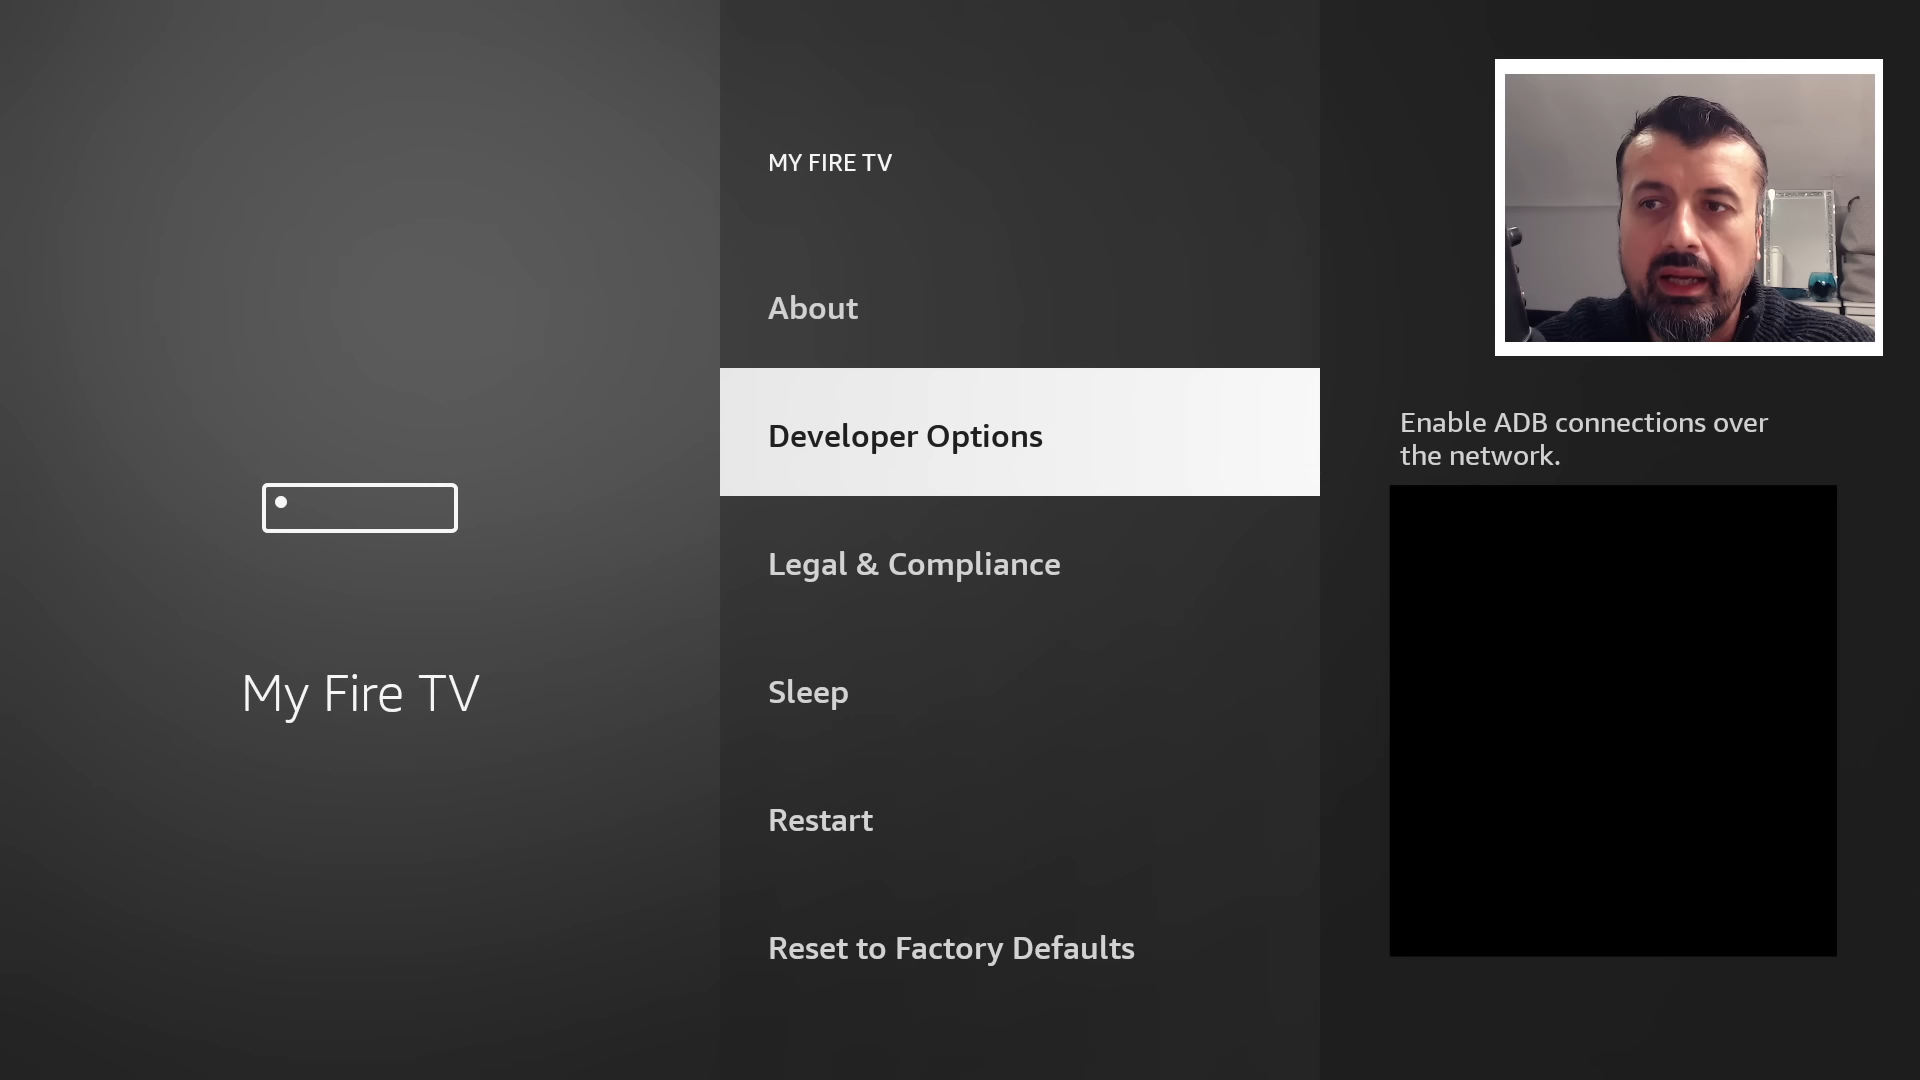 My Fire TV
MY FIRE TV
About
Developer Options
Legal & Compliance
Sleep
Restart
Reset to Factory Defaults
Enable ADB connections over
the network.